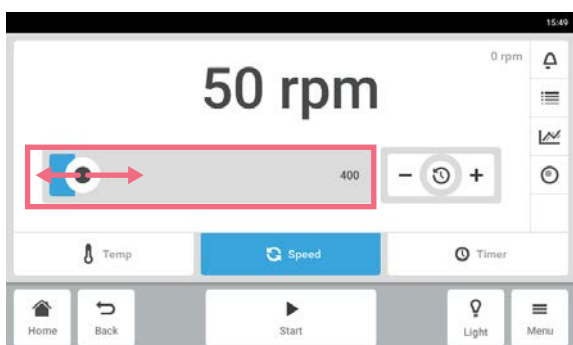 15:49
0 rpm
50 rpm
400
− +
Temp
Speed
Timer
Home
Back
Start
Light
Menu